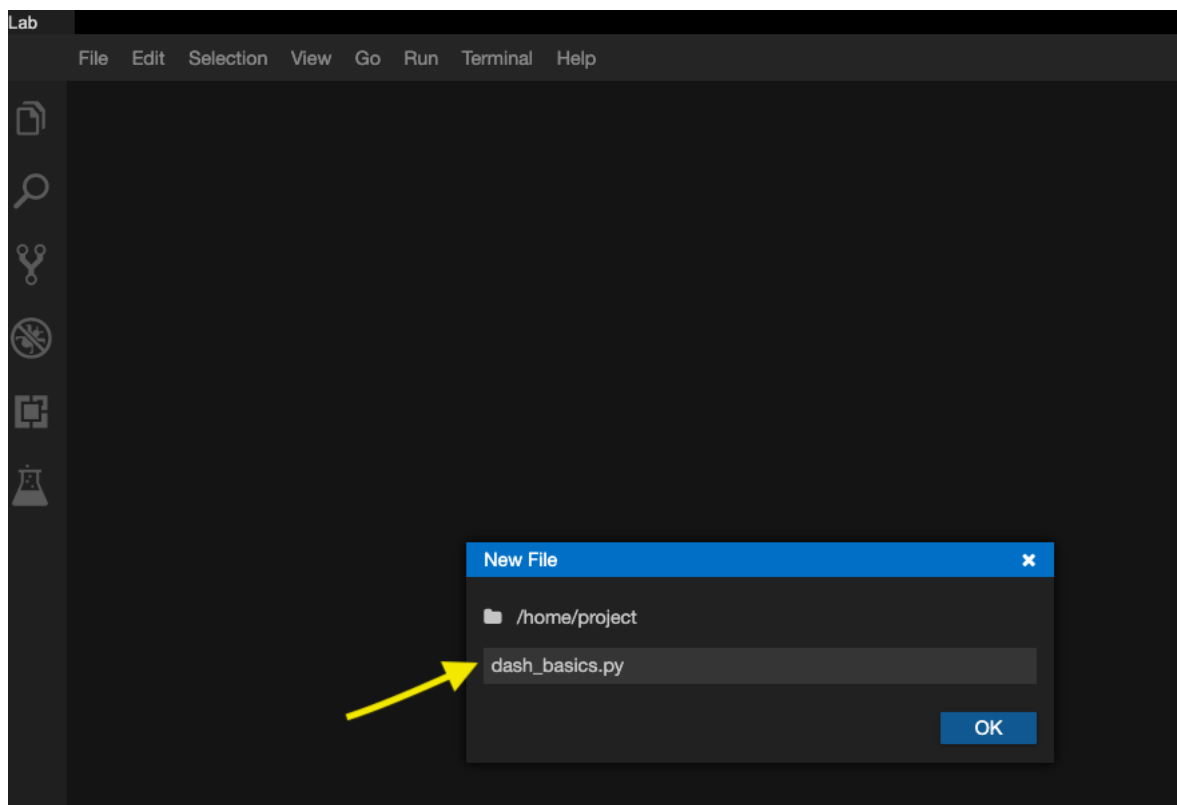 Lab
File Edit Selection View Go Run Terminal Help
New File
/home/project
dash_basics.py
OK